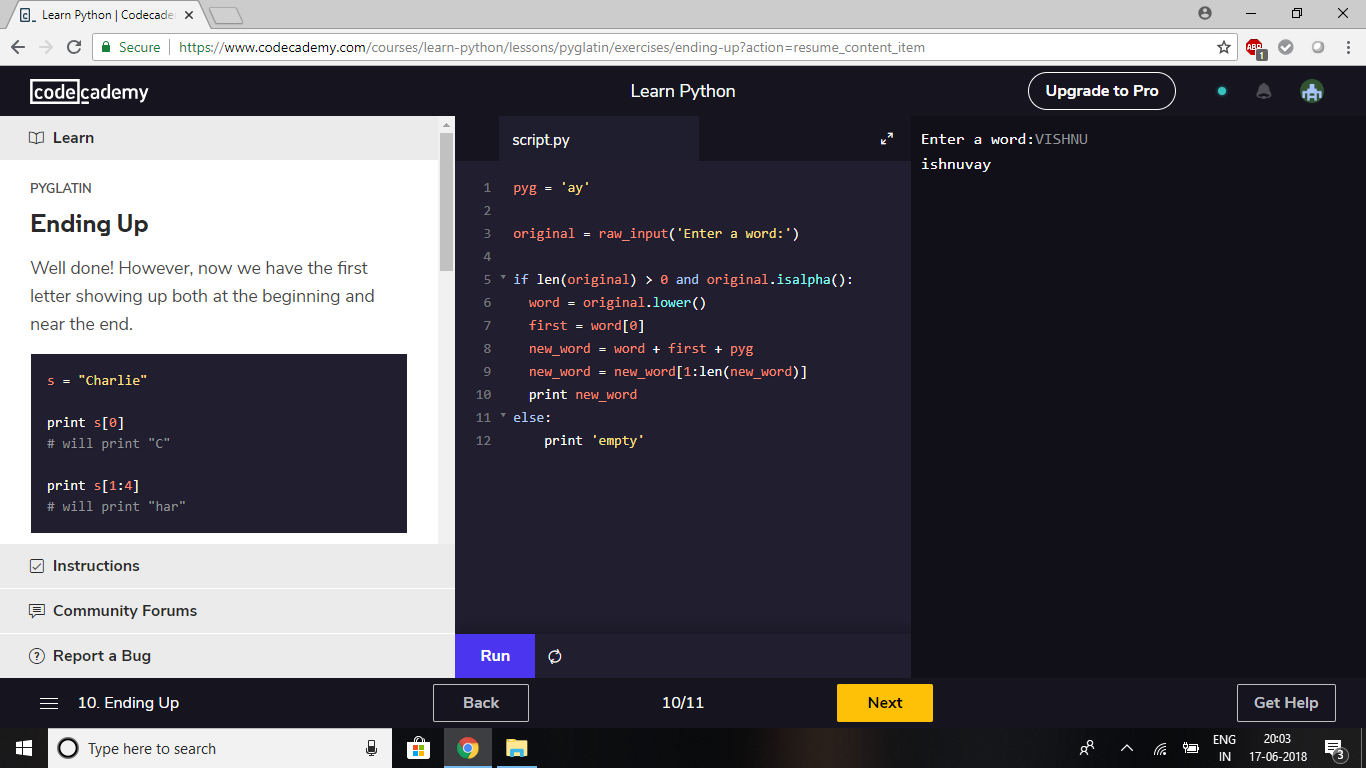 Learn Python | Codecade
Secure
https://www.codecademy.com/courses/learn-python/lessons/pyglatin/exercises/ending-up?action=resume_content_item
ABP
1
codecademy
Learn Python
Upgrade to Pro
Learn
PYGLATIN
Ending Up
Well done! However, now we have the first
letter showing up both at the beginning and
near the end.
s = "Charlie"
print s[0]
# will print "C"
print s[1:4]
# will print "har"
Instructions
Community Forums
Report a Bug
script.py
1 pyg = 'ay'
2
3 original = raw_input('Enter a word:')
4
5 if len(original) > 0 and original.isalpha():
6 word = original.lower()
7 first = word[0]
8 new_word = word + first + pyg
9 new_word = new_word[1:len(new_word)]
10 print new_word
11 else:
12 print 'empty'
Run
Enter a word:VISHNU
ishnuvay
10. Ending Up
Back
10/11
Next
Get Help
Type here to search
ENG
IN
20:03
17-06-2018
3